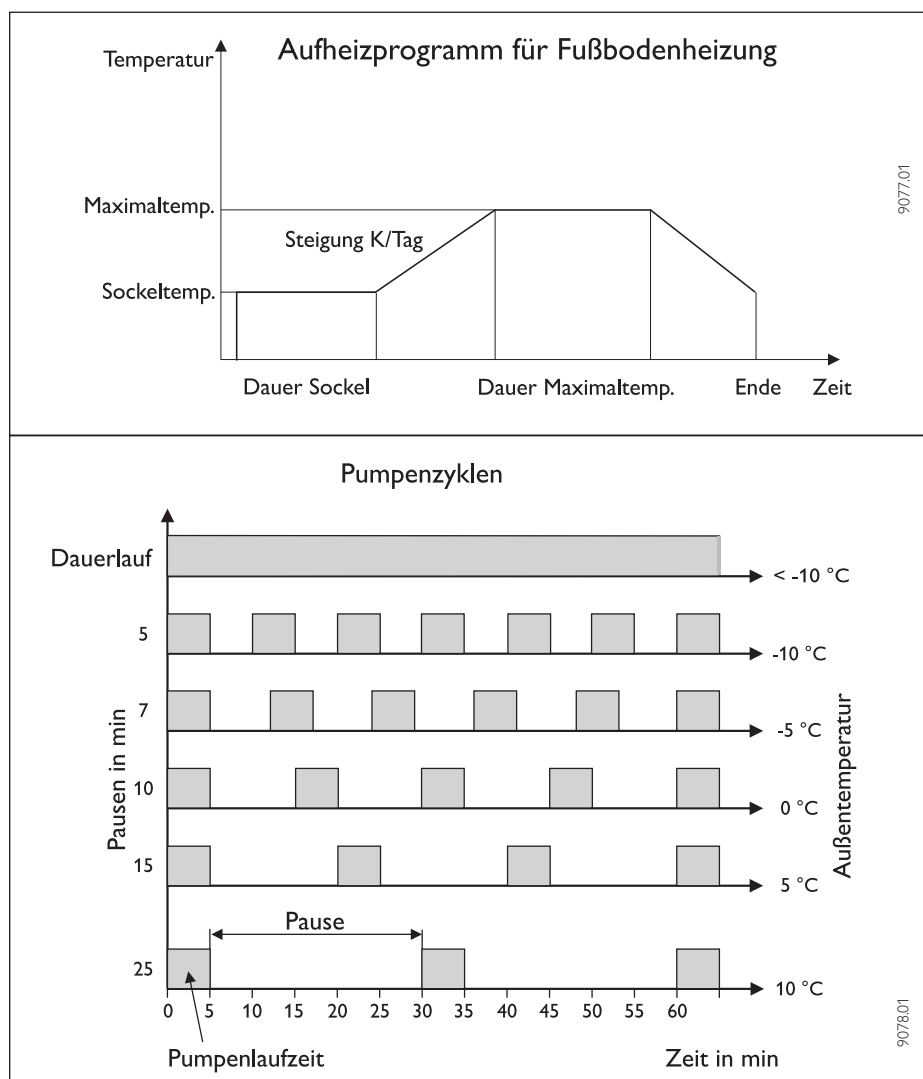 Aufheizprogramm für Fußbodenheizung
Temperatur
Maximaltemp.
Steigung K/Tag
Sockeltemp.
Dauer Sockel
Dauer Maximaltemp.
Ende
Zeit
9077.01
Pumpenzyklen
Dauerlauf
< -10 °C
5
-10 °C
7
-5 °C
10
0 °C
15
5 °C
25
10 °C
Pausen in min
Außentemperatur
Pause
0 5 10 15 20 25 30 35 40 45 50 55 60
Pumpenlaufzeit
Zeit in min
9078.01